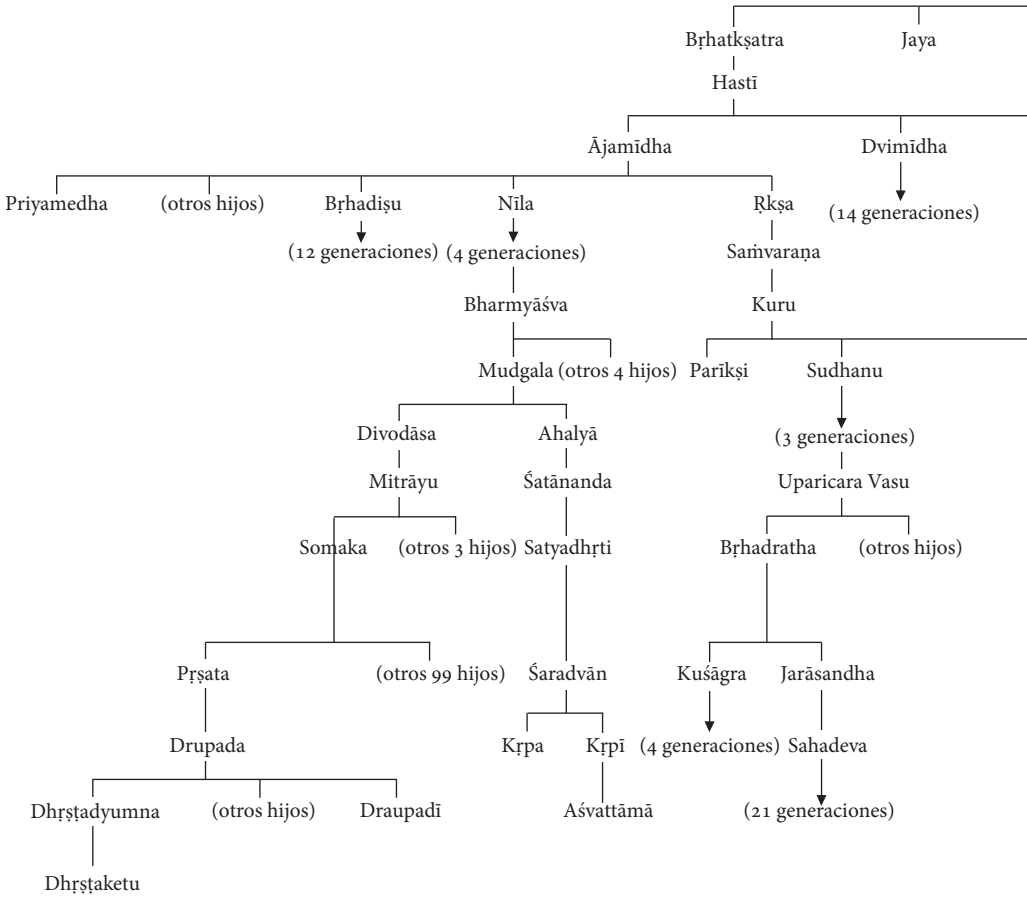 Bṛhatkṣatra Jaya
Hastī
Ājamīdha Dvimīdha
Priyamedha (otros hijos) Bṛhadiṣu Nīla Ṛkṣa
(14 generaciones)
(12 generaciones) (4 generaciones) Saṁvaraṇa
Bharmyāśva Kuru
Mudgala (otros 4 hijos) Parīkṣi Sudhanu
Divodāsa Ahalyā (3 generaciones)
Mitrāyu Śatānanda Uparicara Vasu
Somaka (otros 3 hijos) Satyadhṛti Bṛhadratha (otros hijos)
Pṛṣata (otros 99 hijos) Śaradvān Kuśāgra Jarāsandha
Drupada Kṛpa Kṛpī (4 generaciones) Sahadeva
Dhṛṣṭadyumna (otros hijos) Draupadī Aśvattāmā (21 generaciones)
Dhṛṣṭaketu